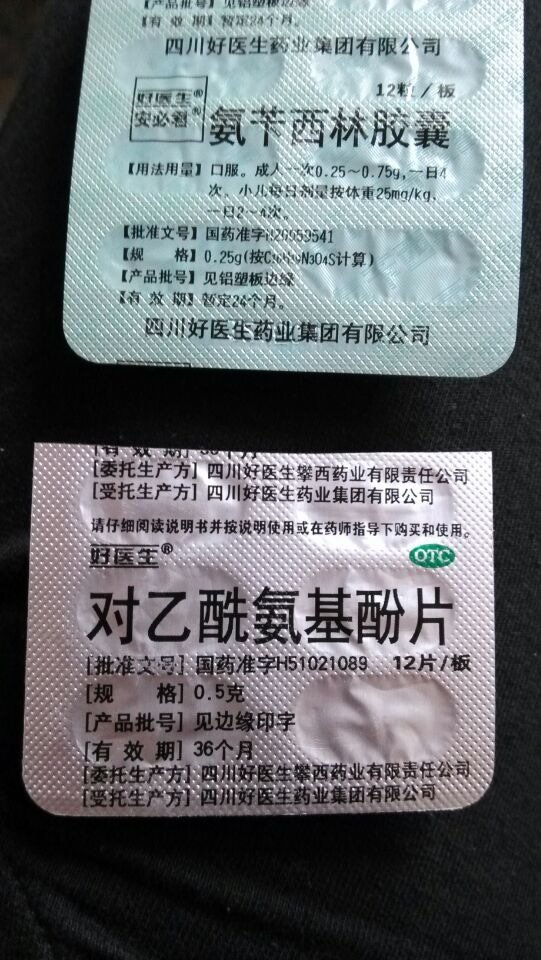 【产品批号】见铝塑板边缘
【有 效 期】暂定24个月。
四川好医生药业集团有限公司
12粒/板
好医生®
安必君®
氨苄西林胶囊
【用法用量】口服。成人一次0.25～0.75g,一日4
次、小儿每日剂量按体重25mg/kg,
一日2～4次。
【批准文号】国药准字
【规 格】0.25g(按C16H19N3O4S计算)
【产品批号】见铝塑板边缘
【有 效 期】暂定24个月。
四川好医生药业集团有限公司
[有 效 期] 36个月
[委托生产方] 四川好医生攀西药业有限责任公司
[受托生产方] 四川好医生药业集团有限公司
请仔细阅读说明书并按说明使用或在药师指导下购买和使用。
好医生®
OTC
对乙酰氨基酚片
[批准文号] 国药准字H51021089 12片/板
[规 格] 0.5克
[产品批号] 见边缘印字
[有 效 期] 36个月
[委托生产方] 四川好医生攀西药业有限责任公司
[受托生产方] 四川好医生药业集团有限公司